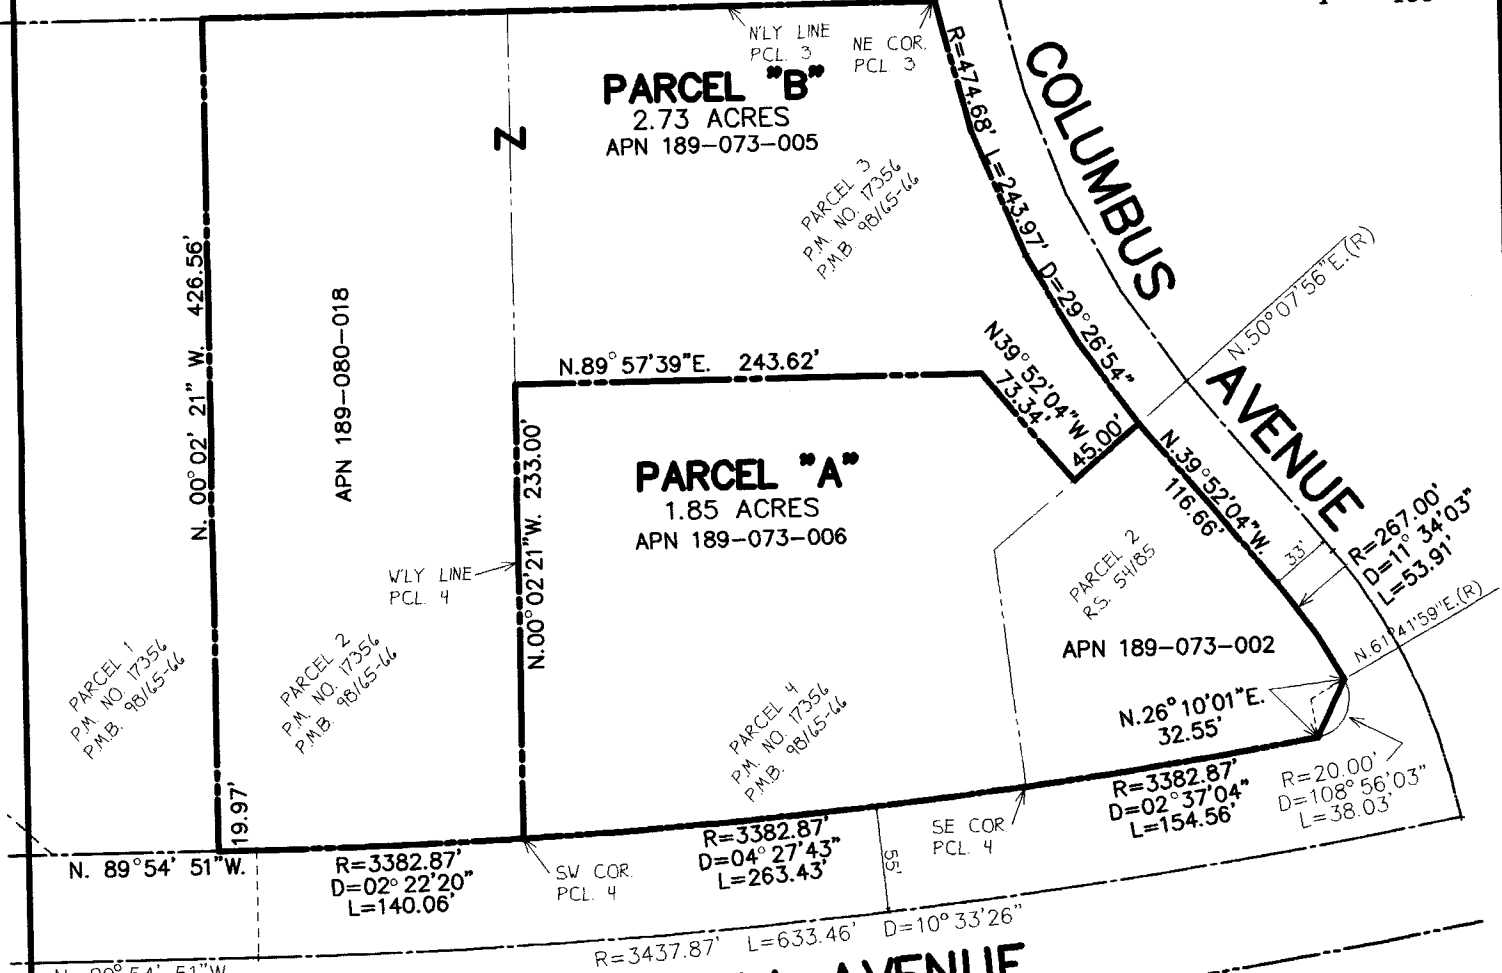 N'LY LINE
PCL. 3
NE COR.
PCL. 3
PARCEL "B"
2.73 ACRES
APN 189-073-005
Z
PARCEL 3
P.M. NO. 17356
P.M.B. 98/65-66
COLUMBUS
AVENUE
R=474.68' L=243.97' D=29°26'54"
N.50°07'56"E.(R)
N. 00°02' 21" W. 426.56'
APN 189-080-018
N.89°57'39"E. 243.62'
N39°52'04"W
73.34'
45.00'
N.39°52'04"W.
116.66'
33'
R=267.00'
D=11°34'03"
L=53.91'
N.61°41'59"E.(R)
PARCEL "A"
1.85 ACRES
APN 189-073-006
N.00°02'21"W. 233.00'
W'LY LINE
PCL. 4
PARCEL 2
R.S. 54/85
APN 189-073-002
PARCEL 1
P.M. NO. 17356
P.M.B. 98/65-66
PARCEL 2
P.M. NO. 17356
P.M.B. 98/65-66
PARCEL 4
P.M. NO. 17356
P.M.B. 98/65-66
N.26°10'01"E.
32.55'
19.97'
N. 89°54' 51"W.
R=3382.87'
D=02°22'20"
L=140.06'
SW COR.
PCL. 4
R=3382.87'
D=04°27'43"
L=263.43'
55'
SE COR.
PCL. 4
R=3382.87'
D=02°37'04"
L=154.56'
R=20.00'
D=108°56'03"
L=38.03'
R=3437.87' L=633.46' D=10°33'26"
AVENUE